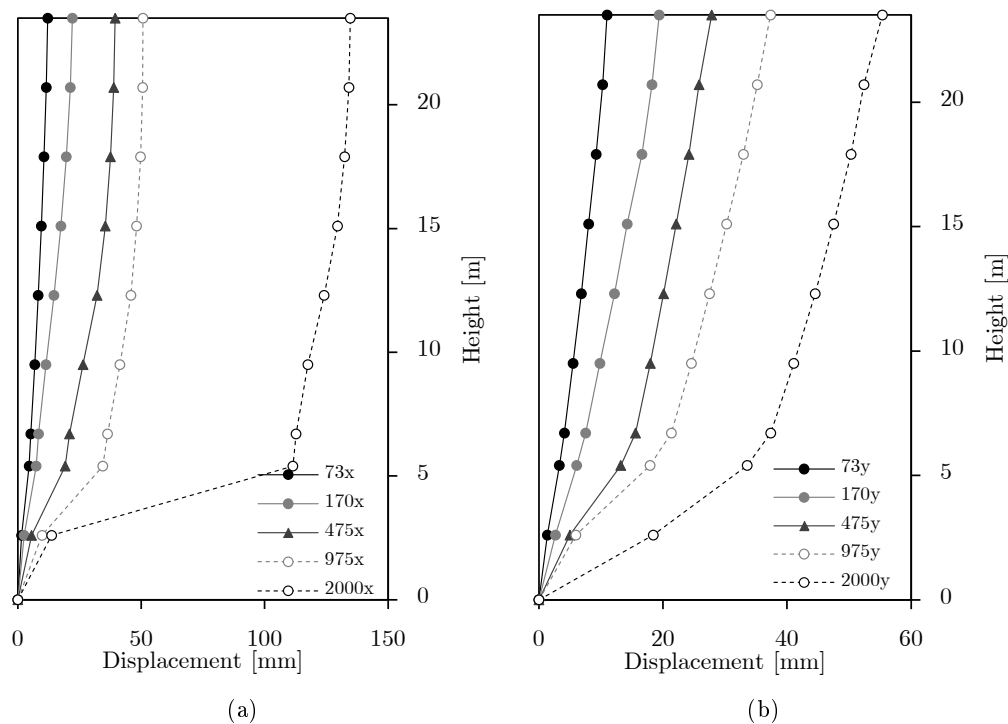 20
15
10
5
0
Height [m]
73x
170x
475x
975x
2000x
0 50 100 150
Displacement [mm]
(a)
20
15
10
5
0
Height [m]
73y
170y
475y
975y
2000y
0 20 40 60
Displacement [mm]
(b)